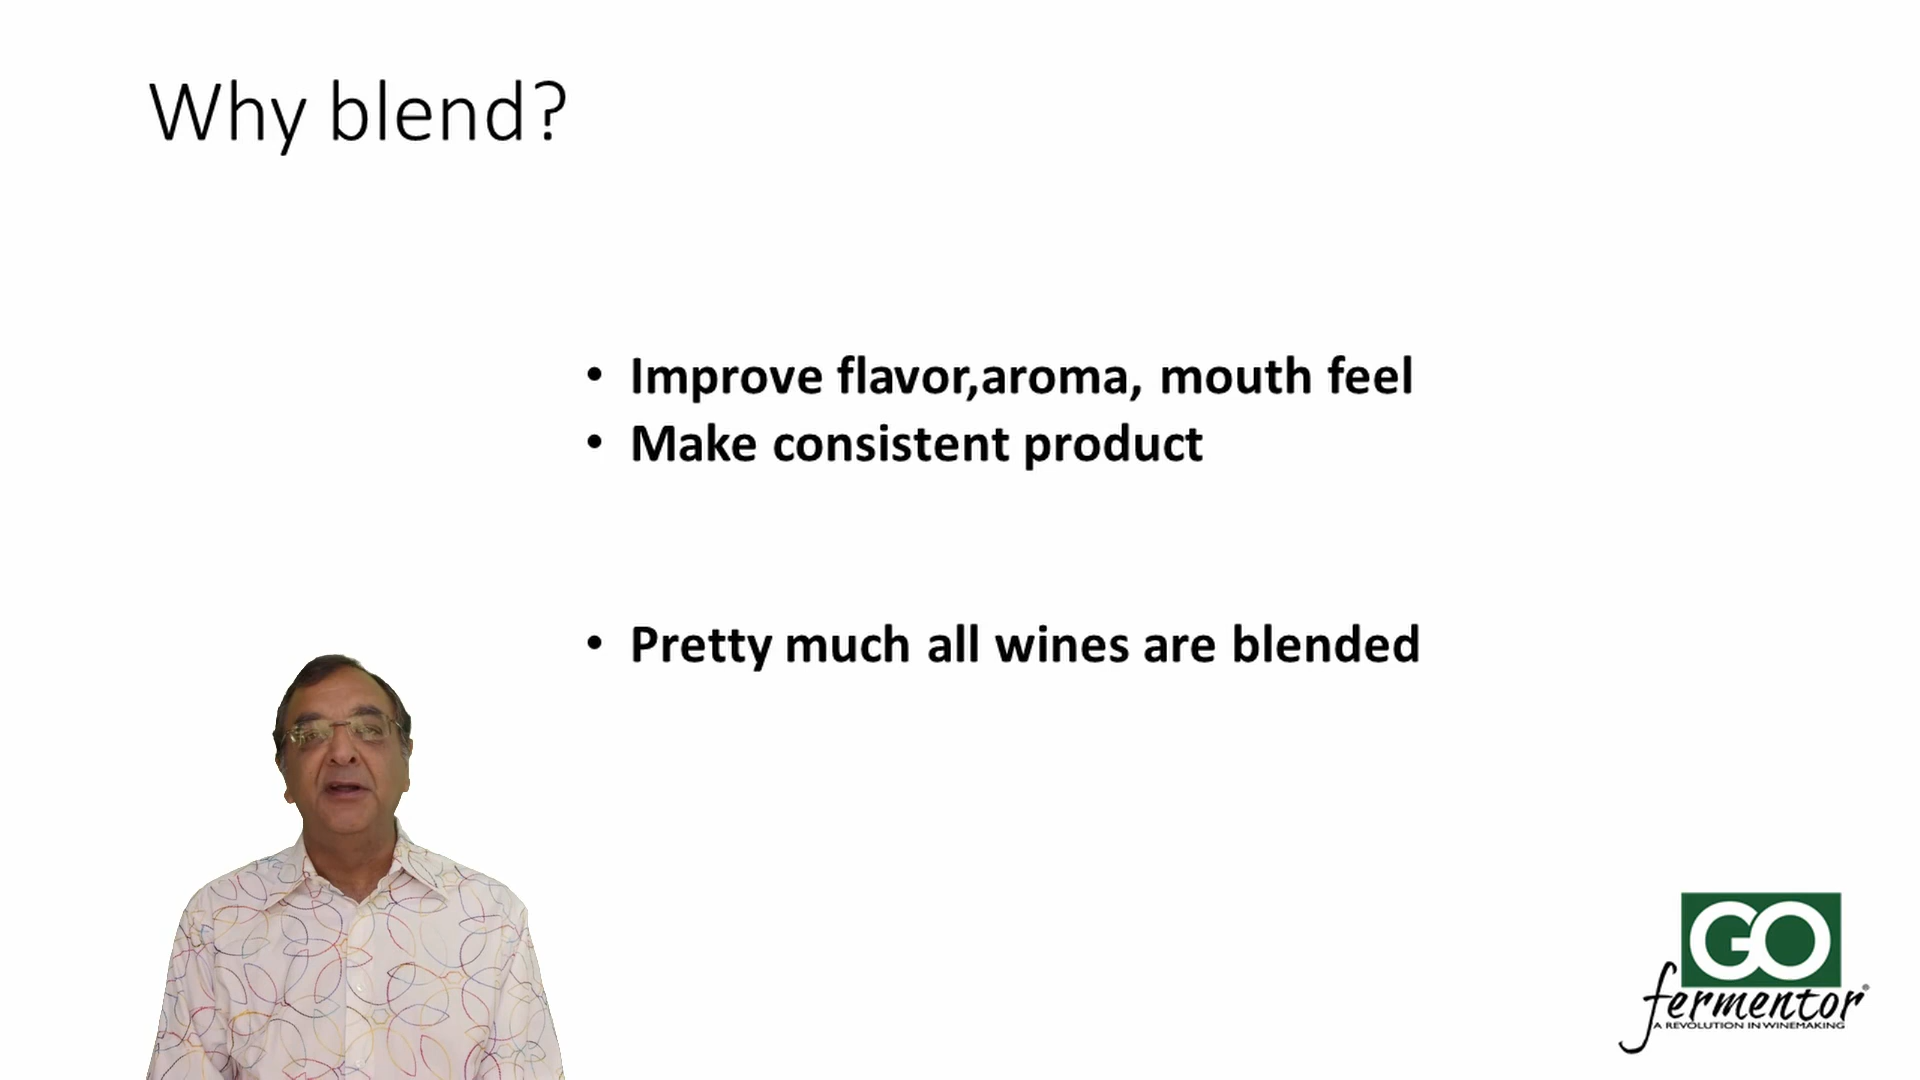 Why blend?
• Improve flavor,aroma, mouth feel
• Make consistent product
• Pretty much all wines are blended
GO
fermentor®
A REVOLUTION IN WINEMAKING